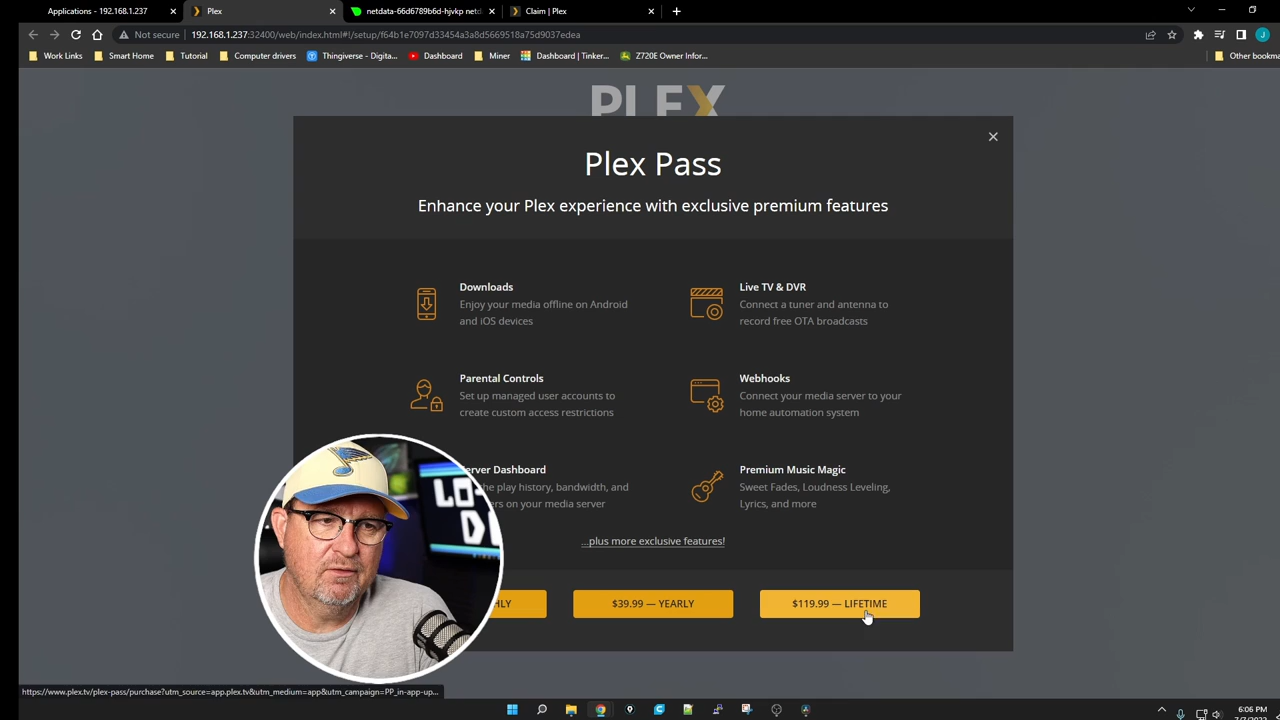 Applications - 192.168.1.237
Plex
netdata-66d6789b6d-hjvkp netd
Claim | Plex
Not secure
192.168.1.237:32400/web/index.html#!/setup/f64b1e7097d33454a3a8d5669518a75d9037edea
J
Work Links
Smart Home
Tutorial
Computer drivers
Thingiverse - Digita...
Dashboard
Miner
Dashboard | Tinker...
Z720E Owner Infor...
Other bookma
PLEX
Plex Pass
Enhance your Plex experience with exclusive premium features
Downloads
Enjoy your media offline on Android
and iOS devices
Live TV & DVR
Connect a tuner and antenna to
record free OTA broadcasts
Parental Controls
Set up managed user accounts to
create custom access restrictions
Webhooks
Connect your media server to your
home automation system
erver Dashboard
the play history, bandwidth, and
ers on your media server
Premium Music Magic
Sweet Fades, Loudness Leveling,
Lyrics, and more
...plus more exclusive features!
HLY
$39.99 — YEARLY
$119.99 — LIFETIME
https://www.plex.tv/plex-pass/purchase?utm_source=app.plex.tv&utm_medium=app&utm_campaign=PP_in-app-up...
6:06 PM